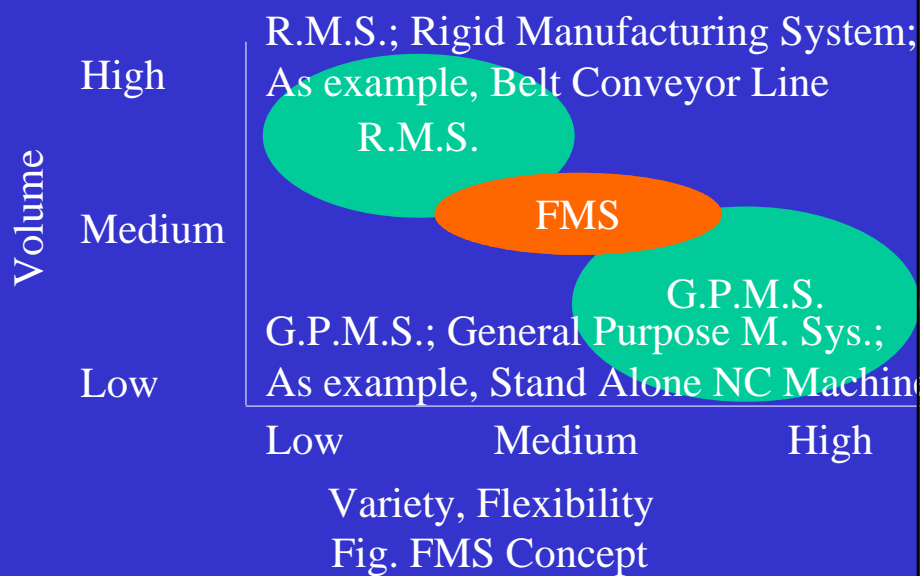 R.M.S.; Rigid Manufacturing System;
As example, Belt Conveyor Line
High
R.M.S.
Volume
Medium
FMS
G.P.M.S.
G.P.M.S.; General Purpose M. Sys.;
As example, Stand Alone NC Machine
Low
Low Medium High
Variety, Flexibility
Fig. FMS Concept